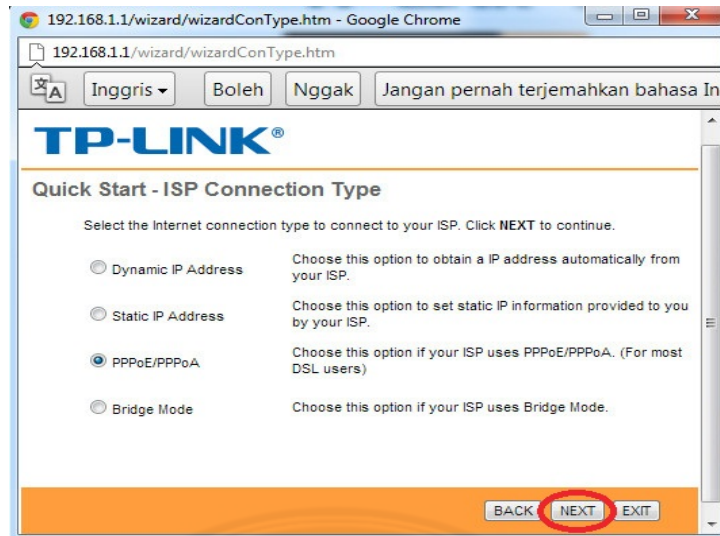 192.168.1.1/wizard/wizardConType.htm - Google Chrome
192.168.1.1/wizard/wizardConType.htm
Inggris Boleh Nggak Jangan pernah terjemahkan bahasa In
TP-LINK®
Quick Start - ISP Connection Type
Select the Internet connection type to connect to your ISP. Click NEXT to continue.
Dynamic IP Address
Choose this option to obtain a IP address automatically from
your ISP.
Static IP Address
Choose this option to set static IP information provided to you
by your ISP.
PPPoE/PPPoA
Choose this option if your ISP uses PPPoE/PPPoA. (For most
DSL users)
Bridge Mode
Choose this option if your ISP uses Bridge Mode.
BACK NEXT EXIT